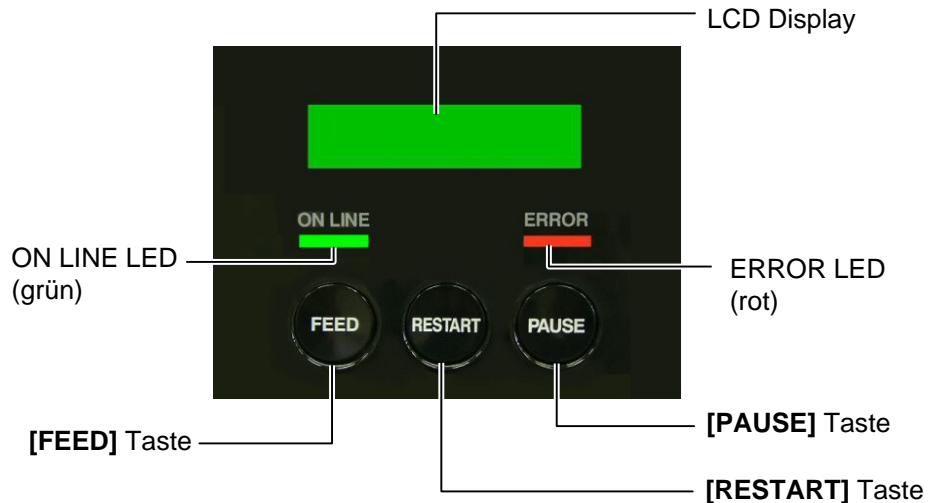 LCD Display
ON LINE
ERROR
ON LINE LED
(grün)
ERROR LED
(rot)
FEED
RESTART
PAUSE
[FEED] Taste
[PAUSE] Taste
[RESTART] Taste